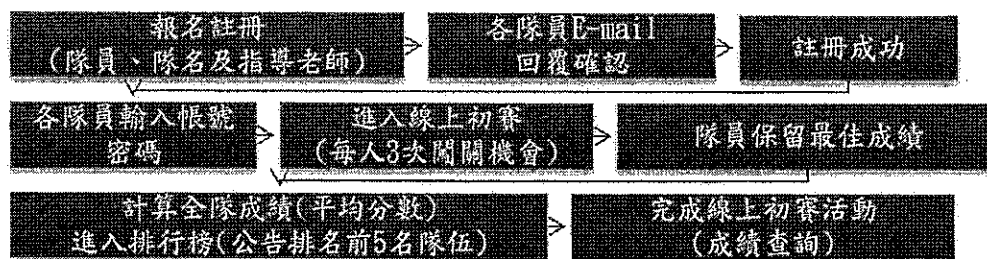 報名註冊
(隊員、隊名及指導老師)
各隊員E-mail
回覆確認
註冊成功
各隊員輸入帳號
密碼
進入線上初賽
(每人3次闖關機會)
隊員保留最佳成績
計算全隊成績(平均分數)
進入排行榜(公告排名前5名隊伍)
完成線上初賽活動
(成績查詢)